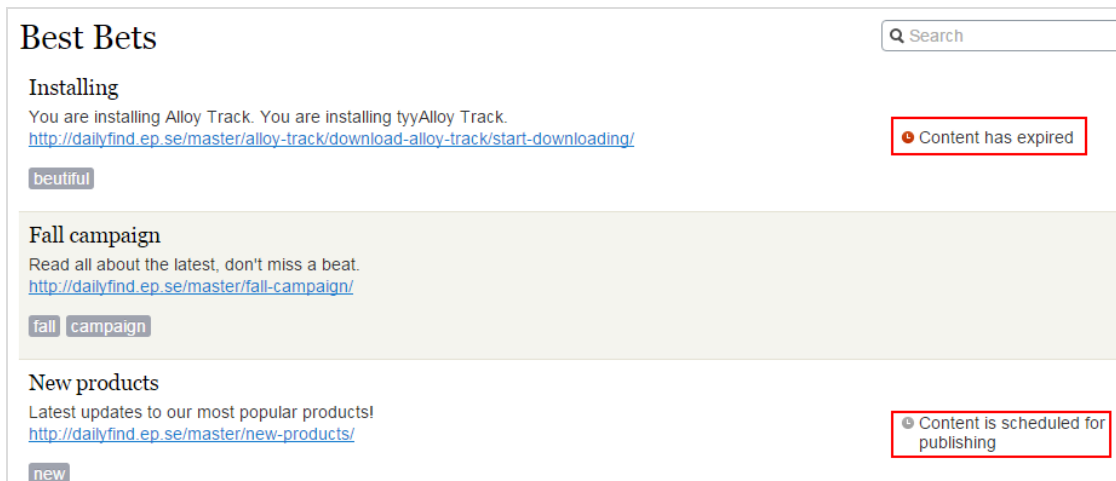 Best Bets
Search
Installing
You are installing Alloy Track. You are installing tyyAlloy Track.
http://dailyfind.ep.se/master/alloy-track/download-alloy-track/start-downloading/
Content has expired
beutiful
Fall campaign
Read all about the latest, don't miss a beat.
http://dailyfind.ep.se/master/fall-campaign/
fall campaign
New products
Latest updates to our most popular products!
http://dailyfind.ep.se/master/new-products/
Content is scheduled for
publishing
new